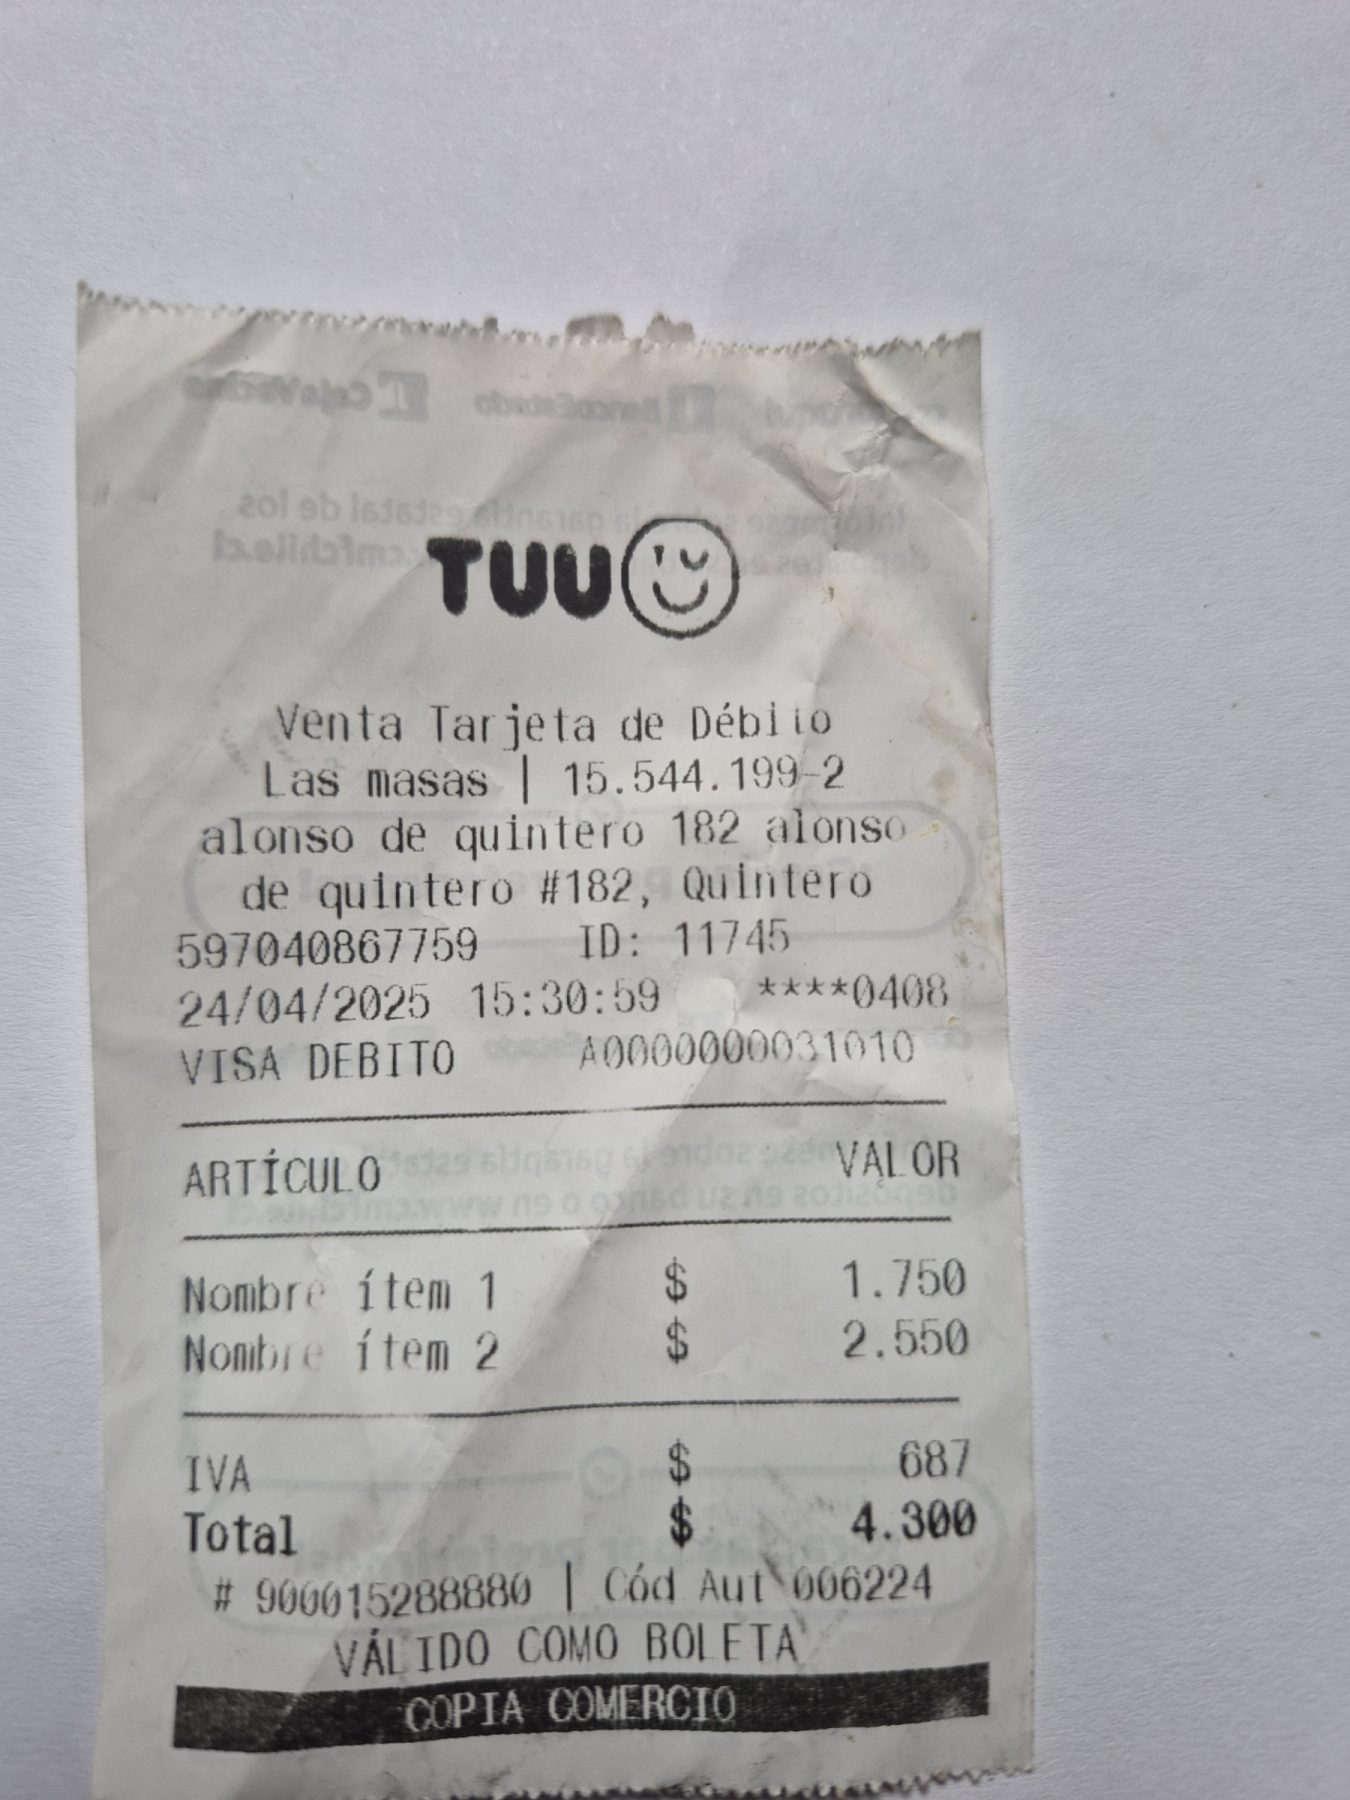 TUU
Venta Tarjeta de Débito
Las masas | 15.544.199-2
alonso de quintero 182 alonso
de quintero #182, Quintero
597040867759 ID: 11745
24/04/2025 15:30:59 ****0408
VISA DEBITO A0000000031010
ARTÍCULO VALOR
Nombre ítem 1 $ 1.750
Nombre ítem 2 $ 2.550
IVA $ 687
Total $ 4.300
# 900015288880 | Cód Aut 006224
VÁLIDO COMO BOLETA
COPIA COMERCIO